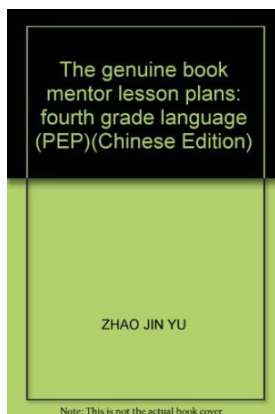 The genuine book
mentor lesson plans:
fourth grade language
(PEP)(Chinese Edition)
ZHAO JIN YU
Note: This is not the actual book cover